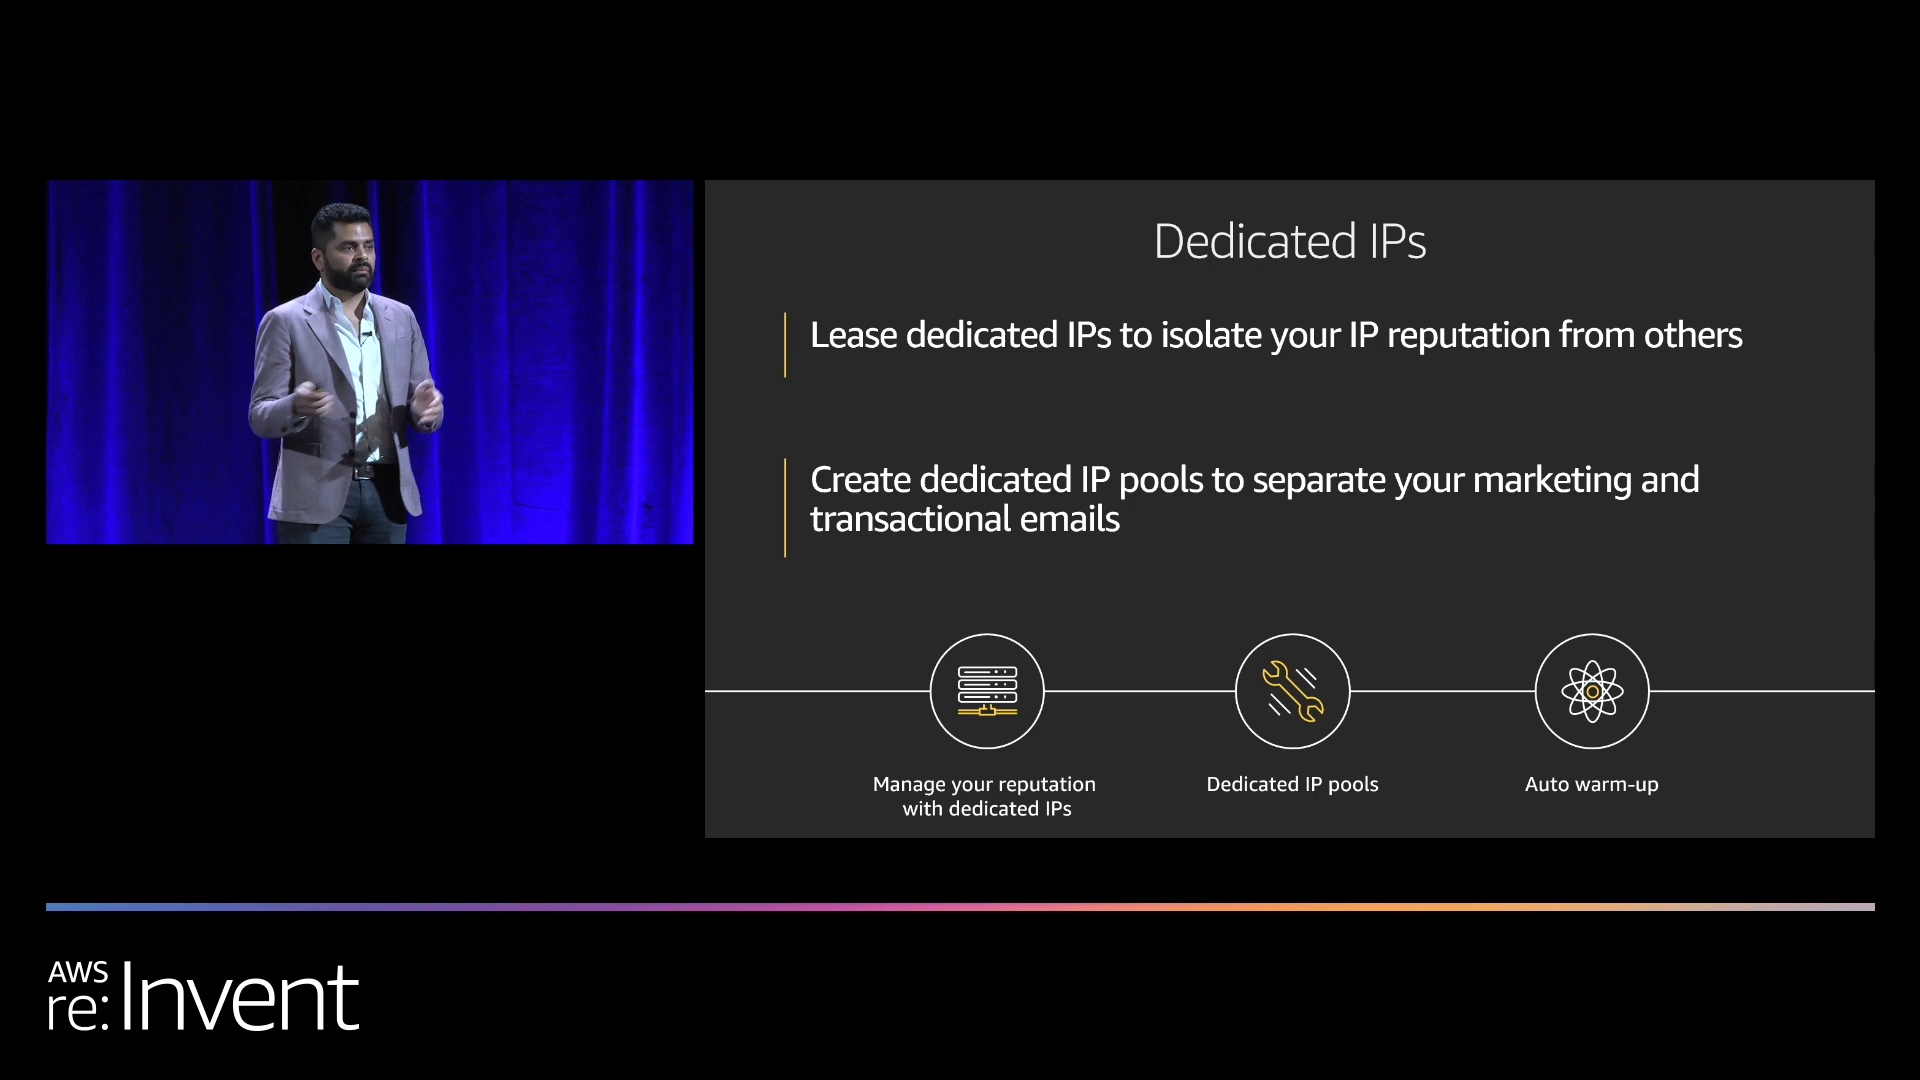 Dedicated IPs
Lease dedicated IPs to isolate your IP reputation from others
Create dedicated IP pools to separate your marketing and
transactional emails
Manage your reputation
with dedicated IPs
Dedicated IP pools
Auto warm-up
AWS
re:Invent